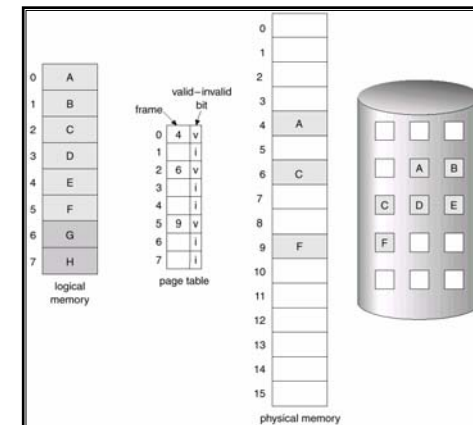 0 A
1 B
2 C
3 D
4 E
5 F
6 G
7 H
logical
memory
valid–invalid
bit
frame
0 4 v
1 i
2 6 v
3 i
4 i
5 9 v
6 i
7 i
page table
0
1
2
3
4 A
5
6 C
7
8
9 F
10
11
12
13
14
15
physical memory
A B
C D E
F